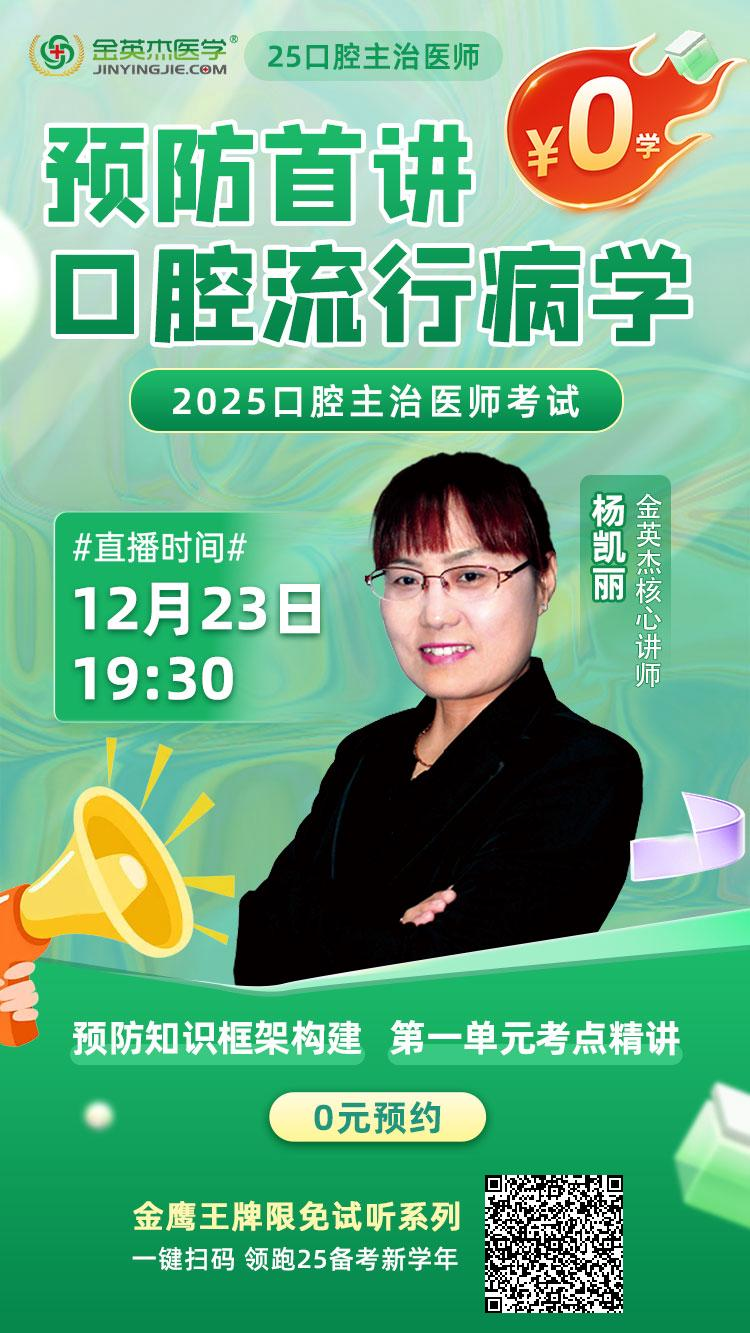 金英杰医学®
JINYINGJIE.COM
25口腔主治医师
¥0学
预防首讲
口腔流行病学
2025口腔主治医师考试
#直播时间#
12月23日
19:30
金英杰核心讲师
杨凯丽
预防知识框架构建 第一单元考点精讲
0元预约
金鹰王牌限免试听系列
一键扫码 领跑25备考新学年